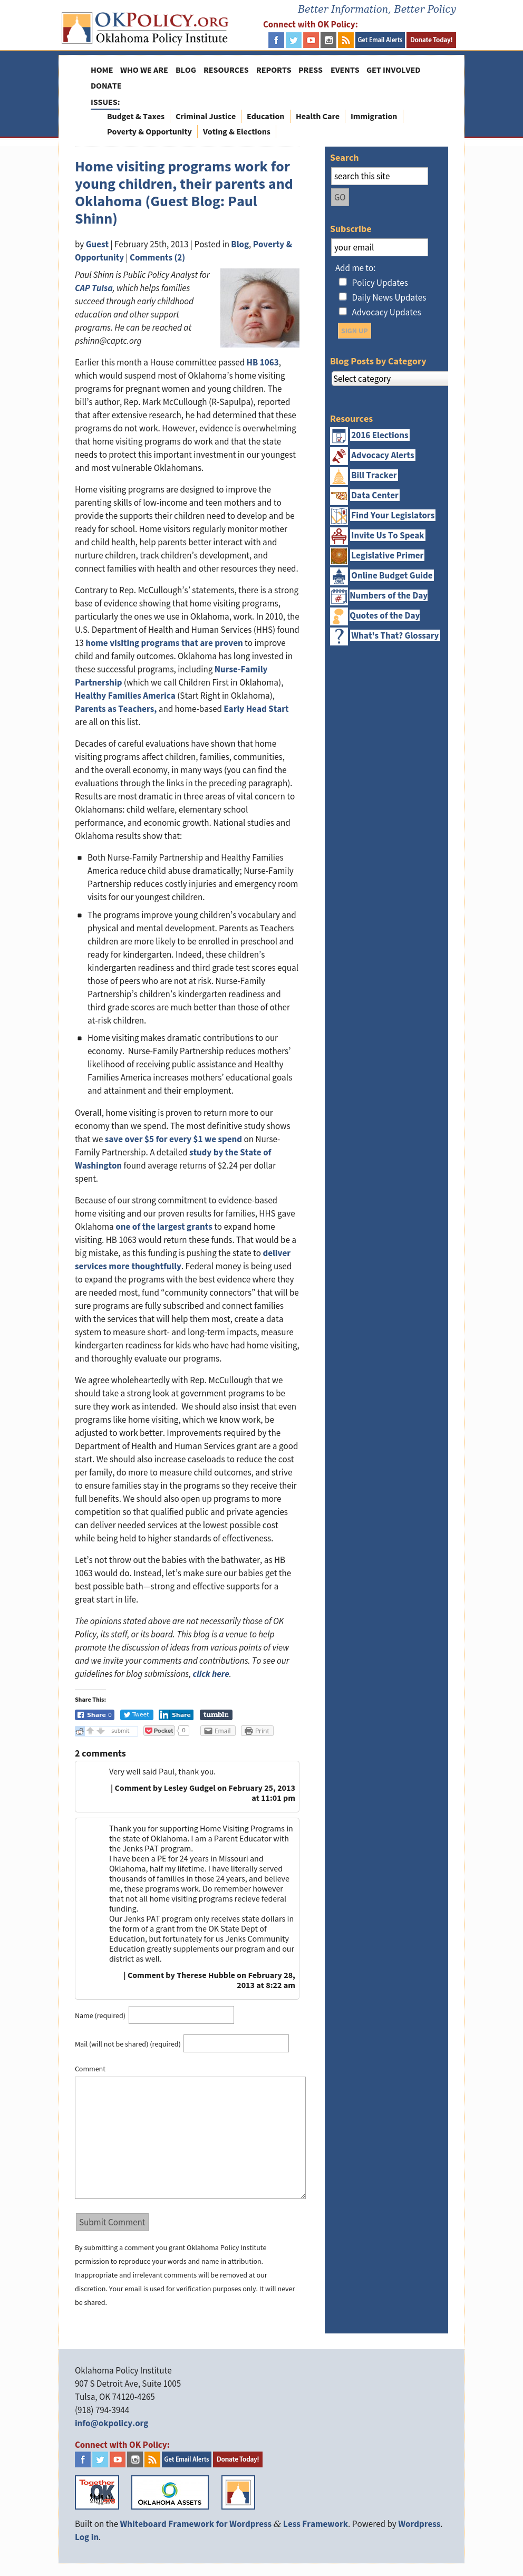 OKPOLICY.ORG
Oklahoma Policy Institute
Better Information, Better Policy
Connect with OK Policy:
Get Email Alerts
Donate Today!
HOME WHO WE ARE BLOG RESOURCES REPORTS PRESS EVENTS GET INVOLVED
DONATE
ISSUES:
Budget & Taxes Criminal Justice Education Health Care Immigration
Poverty & Opportunity Voting & Elections
Home visiting programs work for
young children, their parents and
Oklahoma (Guest Blog: Paul
Shinn)
by Guest | February 25th, 2013 | Posted in Blog, Poverty &
Opportunity | Comments (2)
Paul Shinn is Public Policy Analyst for
CAP Tulsa, which helps families
succeed through early childhood
education and other support
programs. He can be reached at
pshinn@captc.org
Earlier this month a House committee passed HB 1063,
which would suspend most of Oklahoma's home visiting
programs for pregnant women and young children. The
bill's author, Rep. Mark McCullough (R-Sapulpa), reported
that after extensive research, he had determined that these
programs do not work. However, evidence is overwhelming
that home visiting programs do work and that the state
needs to protect this important investment in our youngest
and most vulnerable Oklahomans.
Home visiting programs are designed to improve the
parenting skills of low-income and teen mothers and to
provide the support these children need to develop and be
ready for school. Home visitors regularly monitor mother
and child health, help parents better interact with and
nurture children, track children's development, and
connect families with health and other resources they need.
Contrary to Rep. McCullough's' statements, there is a strong
base of evidence showing that home visiting programs,
particularly the ones we use in Oklahoma, work. In 2010, the
U.S. Department of Health and Human Services (HHS) found
13 home visiting programs that are proven to improve
child and family outcomes. Oklahoma has long invested in
these successful programs, including Nurse-Family
Partnership (which we call Children First in Oklahoma),
Healthy Families America (Start Right in Oklahoma),
Parents as Teachers, and home-based Early Head Start
are all on this list.
Decades of careful evaluations have shown that home
visiting programs affect children, families, communities,
and the overall economy, in many ways (you can find the
evaluations through the links in the preceding paragraph).
Results are most dramatic in three areas of vital concern to
Oklahomans: child welfare, elementary school
performance, and economic growth. National studies and
Oklahoma results show that:
Both Nurse-Family Partnership and Healthy Families
America reduce child abuse dramatically; Nurse-Family
Partnership reduces costly injuries and emergency room
visits for our youngest children.
The programs improve young children's vocabulary and
physical and mental development. Parents as Teachers
children are more likely to be enrolled in preschool and
ready for kindergarten. Indeed, these children's
kindergarten readiness and third grade test scores equal
those of peers who are not at risk. Nurse-Family
Partnership's children's kindergarten readiness and
third grade scores are much better than those of other
at-risk children.
Home visiting makes dramatic contributions to our
economy. Nurse-Family Partnership reduces mothers'
likelihood of receiving public assistance and Healthy
Families America increases mothers' educational goals
and attainment and their employment.
Overall, home visiting is proven to return more to our
economy than we spend. The most definitive study shows
that we save over $5 for every $1 we spend on Nurse-
Family Partnership. A detailed study by the State of
Washington found average returns of $2.24 per dollar
spent.
Because of our strong commitment to evidence-based
home visiting and our proven results for families, HHS gave
Oklahoma one of the largest grants to expand home
visiting. HB 1063 would return these funds. That would be a
big mistake, as this funding is pushing the state to deliver
services more thoughtfully. Federal money is being used
to expand the programs with the best evidence where they
are needed most, fund "community connectors" that will be
sure programs are fully subscribed and connect families
with the services that will help them most, create a data
system to measure short- and long-term impacts, measure
kindergarten readiness for kids who have had home visiting,
and thoroughly evaluate our programs.
We agree wholeheartedly with Rep. McCullough that we
should take a strong look at government programs to be
sure they work as intended. We should also insist that even
programs like home visiting, which we know work, be
adjusted to work better. Improvements required by the
Department of Health and Human Services grant are a good
start. We should also increase caseloads to reduce the cost
per family, do more to measure child outcomes, and strive
to ensure families stay in the programs so they receive their
full benefits. We should also open up programs to more
competition so that qualified public and private agencies
can deliver needed services at the lowest possible cost
while being held to higher standards of effectiveness.
Let's not throw out the babies with the bathwater, as HB
1063 would do. Instead, let's make sure our babies get the
best possible bath—strong and effective supports for a
great start in life.
The opinions stated above are not necessarily those of OK
Policy, its staff, or its board. This blog is a venue to help
promote the discussion of ideas from various points of view
and we invite your comments and contributions. To see our
guidelines for blog submissions, click here.
Share This:
Share 0 Tweet Share tumblr.
submit Pocket 0 Email Print
2 comments
Very well said Paul, thank you.
| Comment by Lesley Gudgel on February 25, 2013
at 11:01 pm
Thank you for supporting Home Visiting Programs in
the state of Oklahoma. I am a Parent Educator with
the Jenks PAT program.
I have been a PE for 24 years in Missouri and
Oklahoma, half my lifetime. I have literally served
thousands of families in those 24 years, and believe
me, these programs work. Do remember however
that not all home visiting programs recieve federal
funding.
Our Jenks PAT program only receives state dollars in
the form of a grant from the OK State Dept of
Education, but fortunately for us Jenks Community
Education greatly supplements our program and our
district as well.
| Comment by Therese Hubble on February 28,
2013 at 8:22 am
Name (required)
Mail (will not be shared) (required)
Comment
Submit Comment
By submitting a comment you grant Oklahoma Policy Institute
permission to reproduce your words and name in attribution.
Inappropriate and irrelevant comments will be removed at our
discretion. Your email is used for verification purposes only. It will never
be shared.
Search
search this site
GO
Subscribe
your email
Add me to:
Policy Updates
Daily News Updates
Advocacy Updates
SIGN UP
Blog Posts by Category
Select category
Resources
2016 Elections
Advocacy Alerts
Bill Tracker
Data Center
Find Your Legislators
Invite Us To Speak
Legislative Primer
Online Budget Guide
Numbers of the Day
Quotes of the Day
What's That? Glossary
Oklahoma Policy Institute
907 S Detroit Ave, Suite 1005
Tulsa, OK 74120-4265
(918) 794-3944
info@okpolicy.org
Connect with OK Policy:
Get Email Alerts
Donate Today!
Together
OK
OKLAHOMA ASSETS
Built on the Whiteboard Framework for Wordpress & Less Framework. Powered by Wordpress.
Log in.